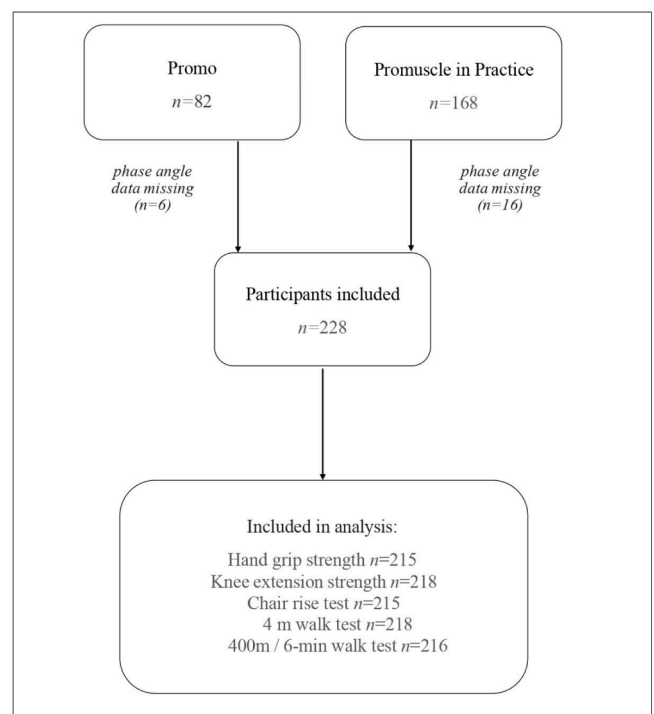 Promo
n=82
Promuscle in Practice
n=168
phase angle
data missing
(n=6)
phase angle
data missing
(n=16)
Participants included
n=228
Included in analysis:
Hand grip strength n=215
Knee extension strength n=218
Chair rise test n=215
4 m walk test n=218
400m / 6-min walk test n=216